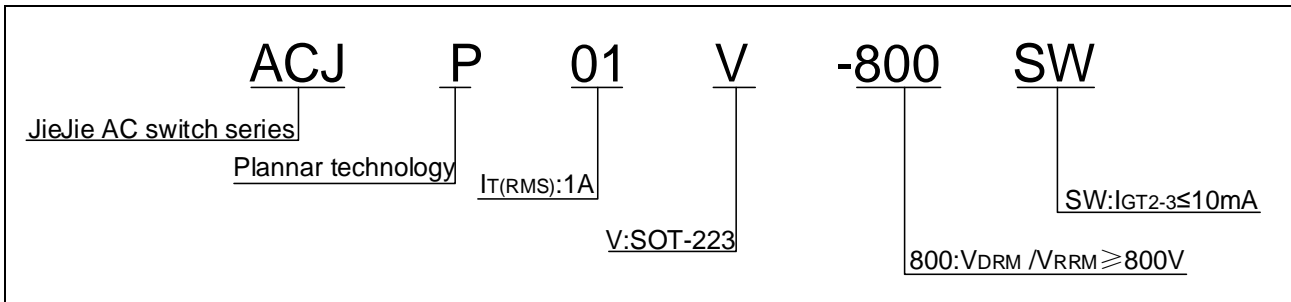 ACJ P 01 V -800 SW
JieJie AC switch series
Plannar technology
IT(RMS):1A
SW:IGT2-3≤10mA
V:SOT-223
800:VDRM /VRRM≥800V